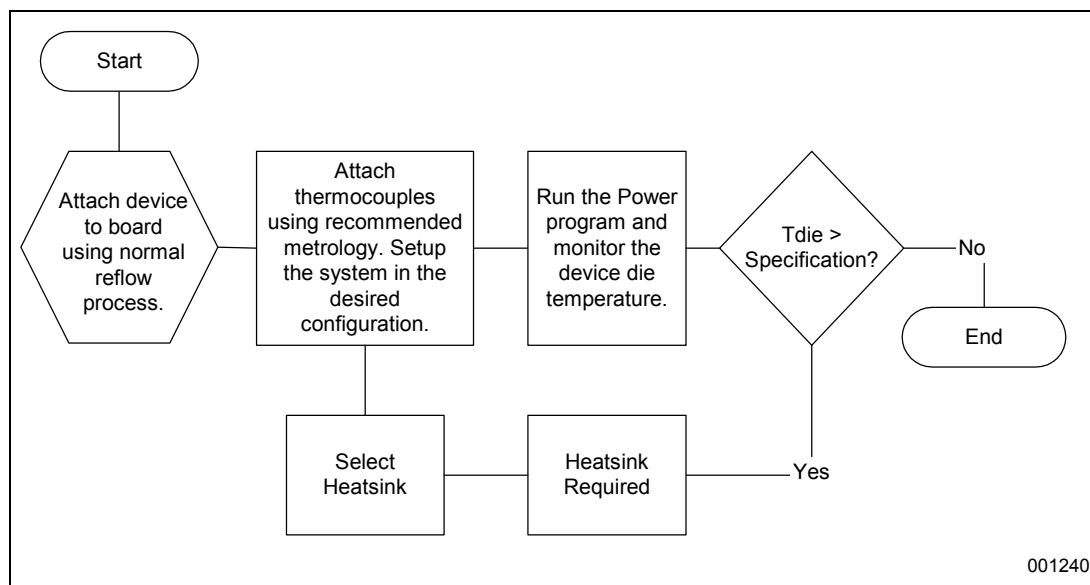 Start
Attach device
to board
using normal
reflow
process.
Attach
thermocouples
using recommended
metrology. Setup
the system in the
desired
configuration.
Run the Power
program and
monitor the
device die
temperature.
Tdie >
Specification?
No
End
Yes
Heatsink
Required
Select
Heatsink
001240